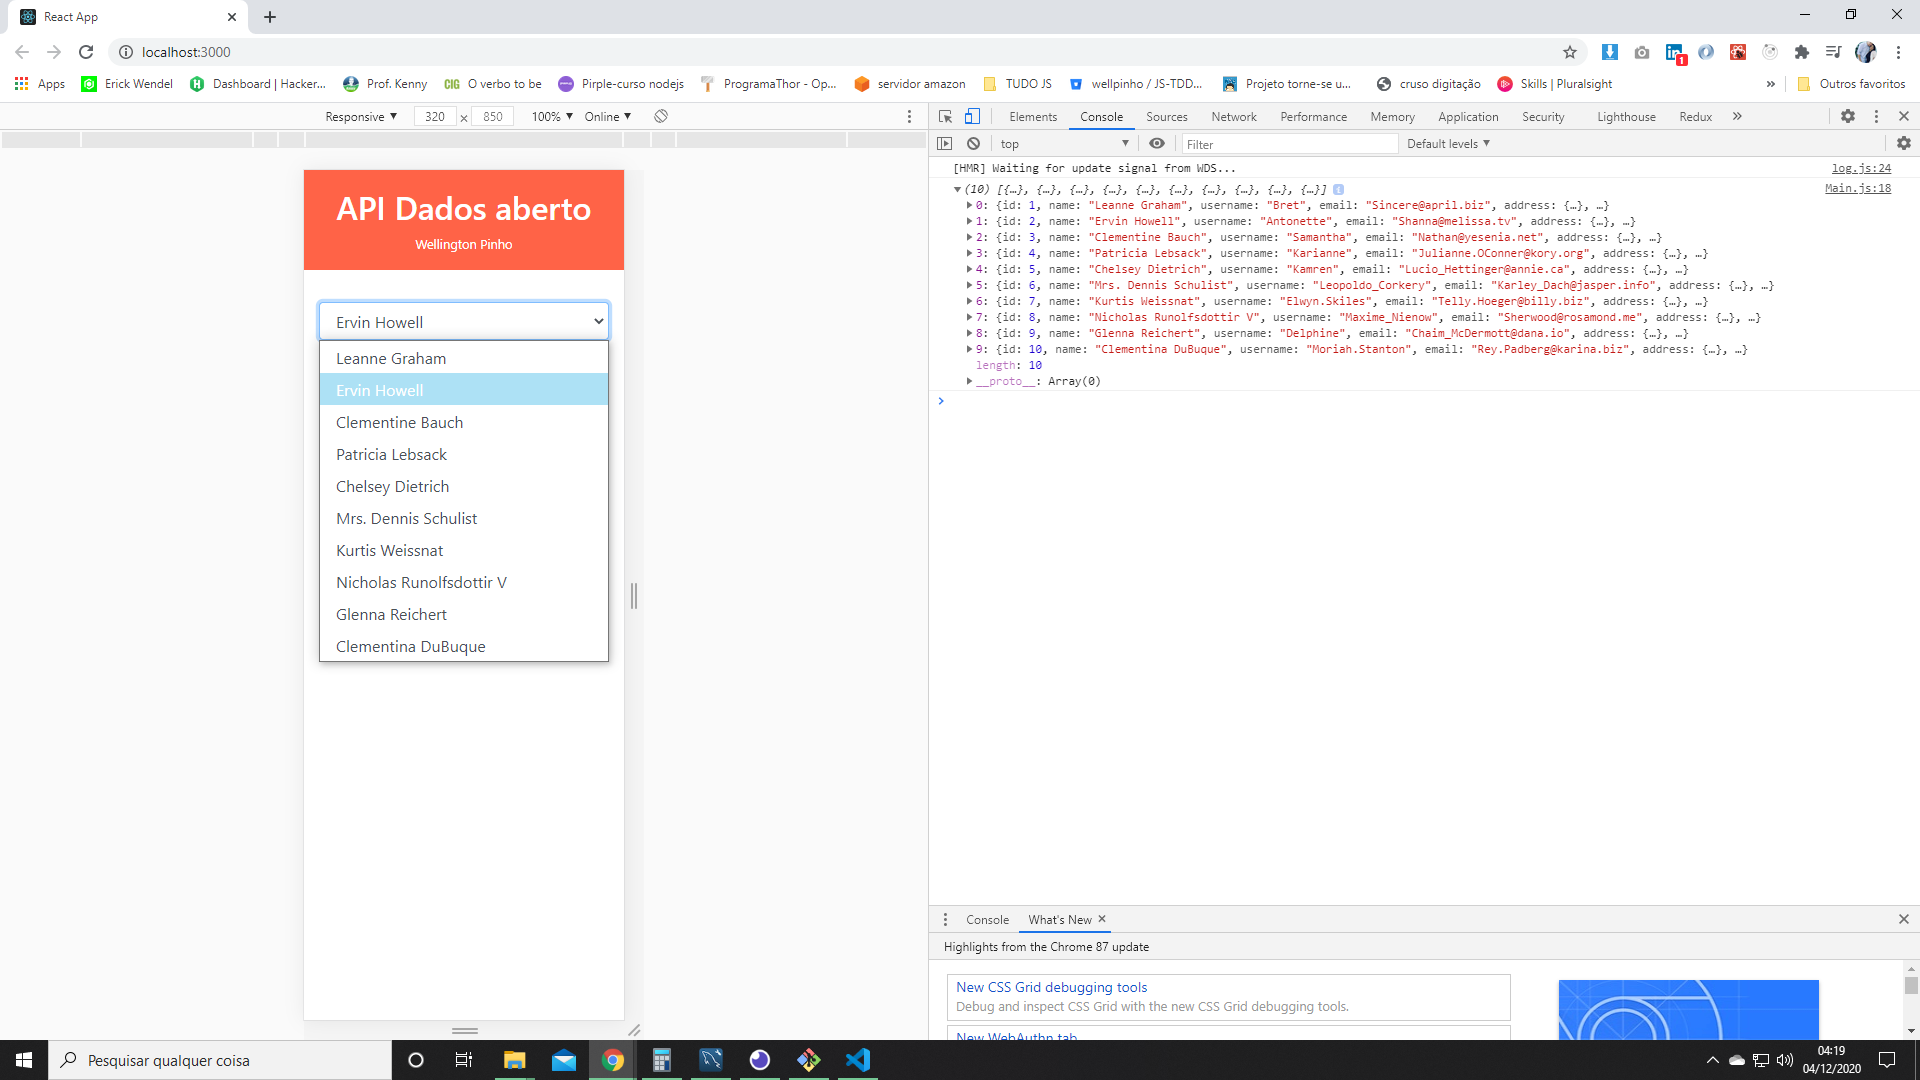 React App
localhost:3000
Apps Erick Wendel Dashboard | Hacker... Prof. Kenny CIG O verbo to be Pirple-curso nodejs ProgramaThor - Op... servidor amazon TUDO JS wellpinho / JS-TDD... Projeto torne-se u... cruso digitação Skills | Pluralsight » Outros favoritos
Responsive 320 x 850 100% Online
Elements Console Sources Network Performance Memory Application Security Lighthouse Redux »
top Filter Default levels
[HMR] Waiting for update signal from WDS... log.js:24
(10) [{…}, {…}, {…}, {…}, {…}, {…}, {…}, {…}, {…}, {…}] i Main.js:18
0: {id: 1, name: "Leanne Graham", username: "Bret", email: "Sincere@april.biz", address: {…}, …}
1: {id: 2, name: "Ervin Howell", username: "Antonette", email: "Shanna@melissa.tv", address: {…}, …}
2: {id: 3, name: "Clementine Bauch", username: "Samantha", email: "Nathan@yesenia.net", address: {…}, …}
3: {id: 4, name: "Patricia Lebsack", username: "Karianne", email: "Julianne.OConner@kory.org", address: {…}, …}
4: {id: 5, name: "Chelsey Dietrich", username: "Kamren", email: "Lucio_Hettinger@annie.ca", address: {…}, …}
5: {id: 6, name: "Mrs. Dennis Schulist", username: "Leopoldo_Corkery", email: "Karley_Dach@jasper.info", address: {…}, …}
6: {id: 7, name: "Kurtis Weissnat", username: "Elwyn.Skiles", email: "Telly.Hoeger@billy.biz", address: {…}, …}
7: {id: 8, name: "Nicholas Runolfsdottir V", username: "Maxime_Nienow", email: "Sherwood@rosamond.me", address: {…}, …}
8: {id: 9, name: "Glenna Reichert", username: "Delphine", email: "Chaim_McDermott@dana.io", address: {…}, …}
9: {id: 10, name: "Clementina DuBuque", username: "Moriah.Stanton", email: "Rey.Padberg@karina.biz", address: {…}, …}
length: 10
__proto__: Array(0)
API Dados aberto
Wellington Pinho
Ervin Howell
Leanne Graham
Ervin Howell
Clementine Bauch
Patricia Lebsack
Chelsey Dietrich
Mrs. Dennis Schulist
Kurtis Weissnat
Nicholas Runolfsdottir V
Glenna Reichert
Clementina DuBuque
Console What's New
Highlights from the Chrome 87 update
New CSS Grid debugging tools
Debug and inspect CSS Grid with the new CSS Grid debugging tools.
New WebAuthn tab
Pesquisar qualquer coisa
04:19
04/12/2020
1